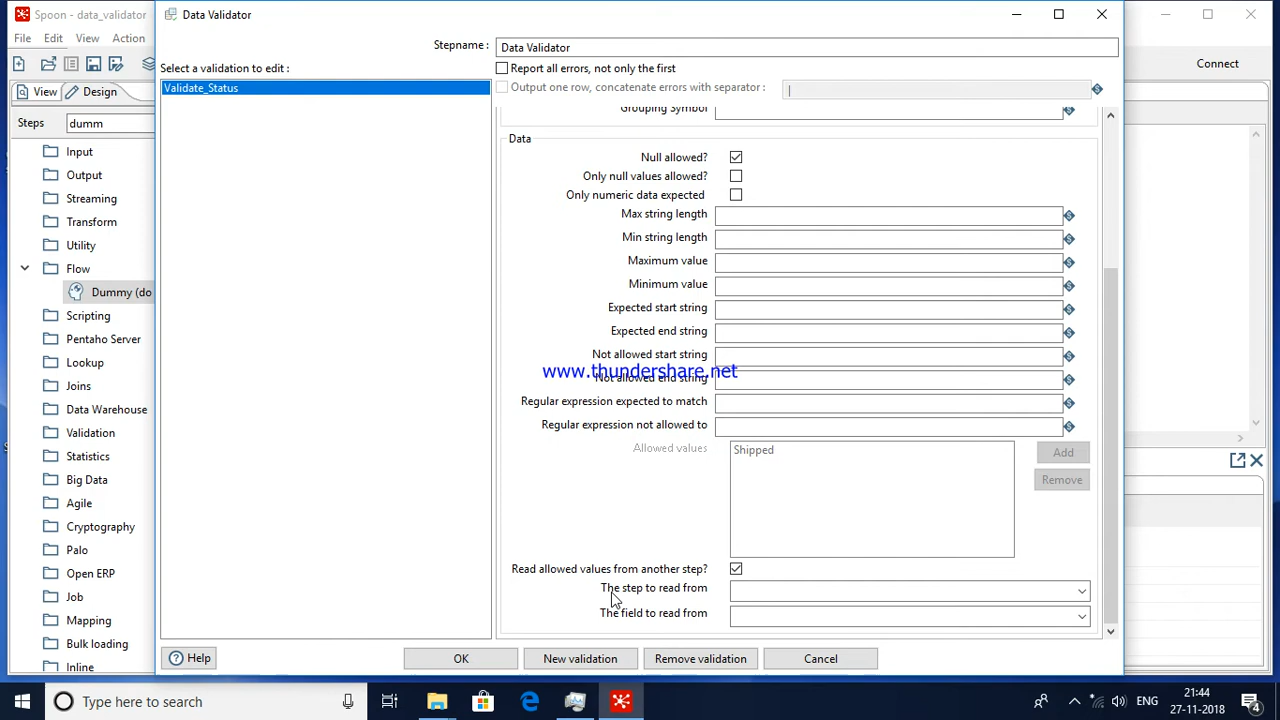 Spoon - data_validator
Data Validator
File Edit View Action
Stepname :
Data Validator
Connect
Select a validation to edit :
Report all errors, not only the first
Validate_Status
Output one row, concatenate errors with separator :
View Design
Grouping Symbol
Steps
dumm
Data
Input
Output
Streaming
Transform
Utility
Flow
Dummy (do
Scripting
Pentaho Server
Lookup
Joins
Data Warehouse
Validation
Statistics
Big Data
Agile
Cryptography
Palo
Open ERP
Job
Mapping
Bulk loading
Inline
Null allowed?
Only null values allowed?
Only numeric data expected
Max string length
Min string length
Maximum value
Minimum value
Expected start string
Expected end string
Not allowed start string
www.thundershare.net
Not allowed end string
Regular expression expected to match
Regular expression not allowed to
Allowed values
Shipped
Add
Remove
Read allowed values from another step?
The step to read from
The field to read from
Help
OK
New validation
Remove validation
Cancel
Type here to search
ENG
21:44
27-11-2018
4